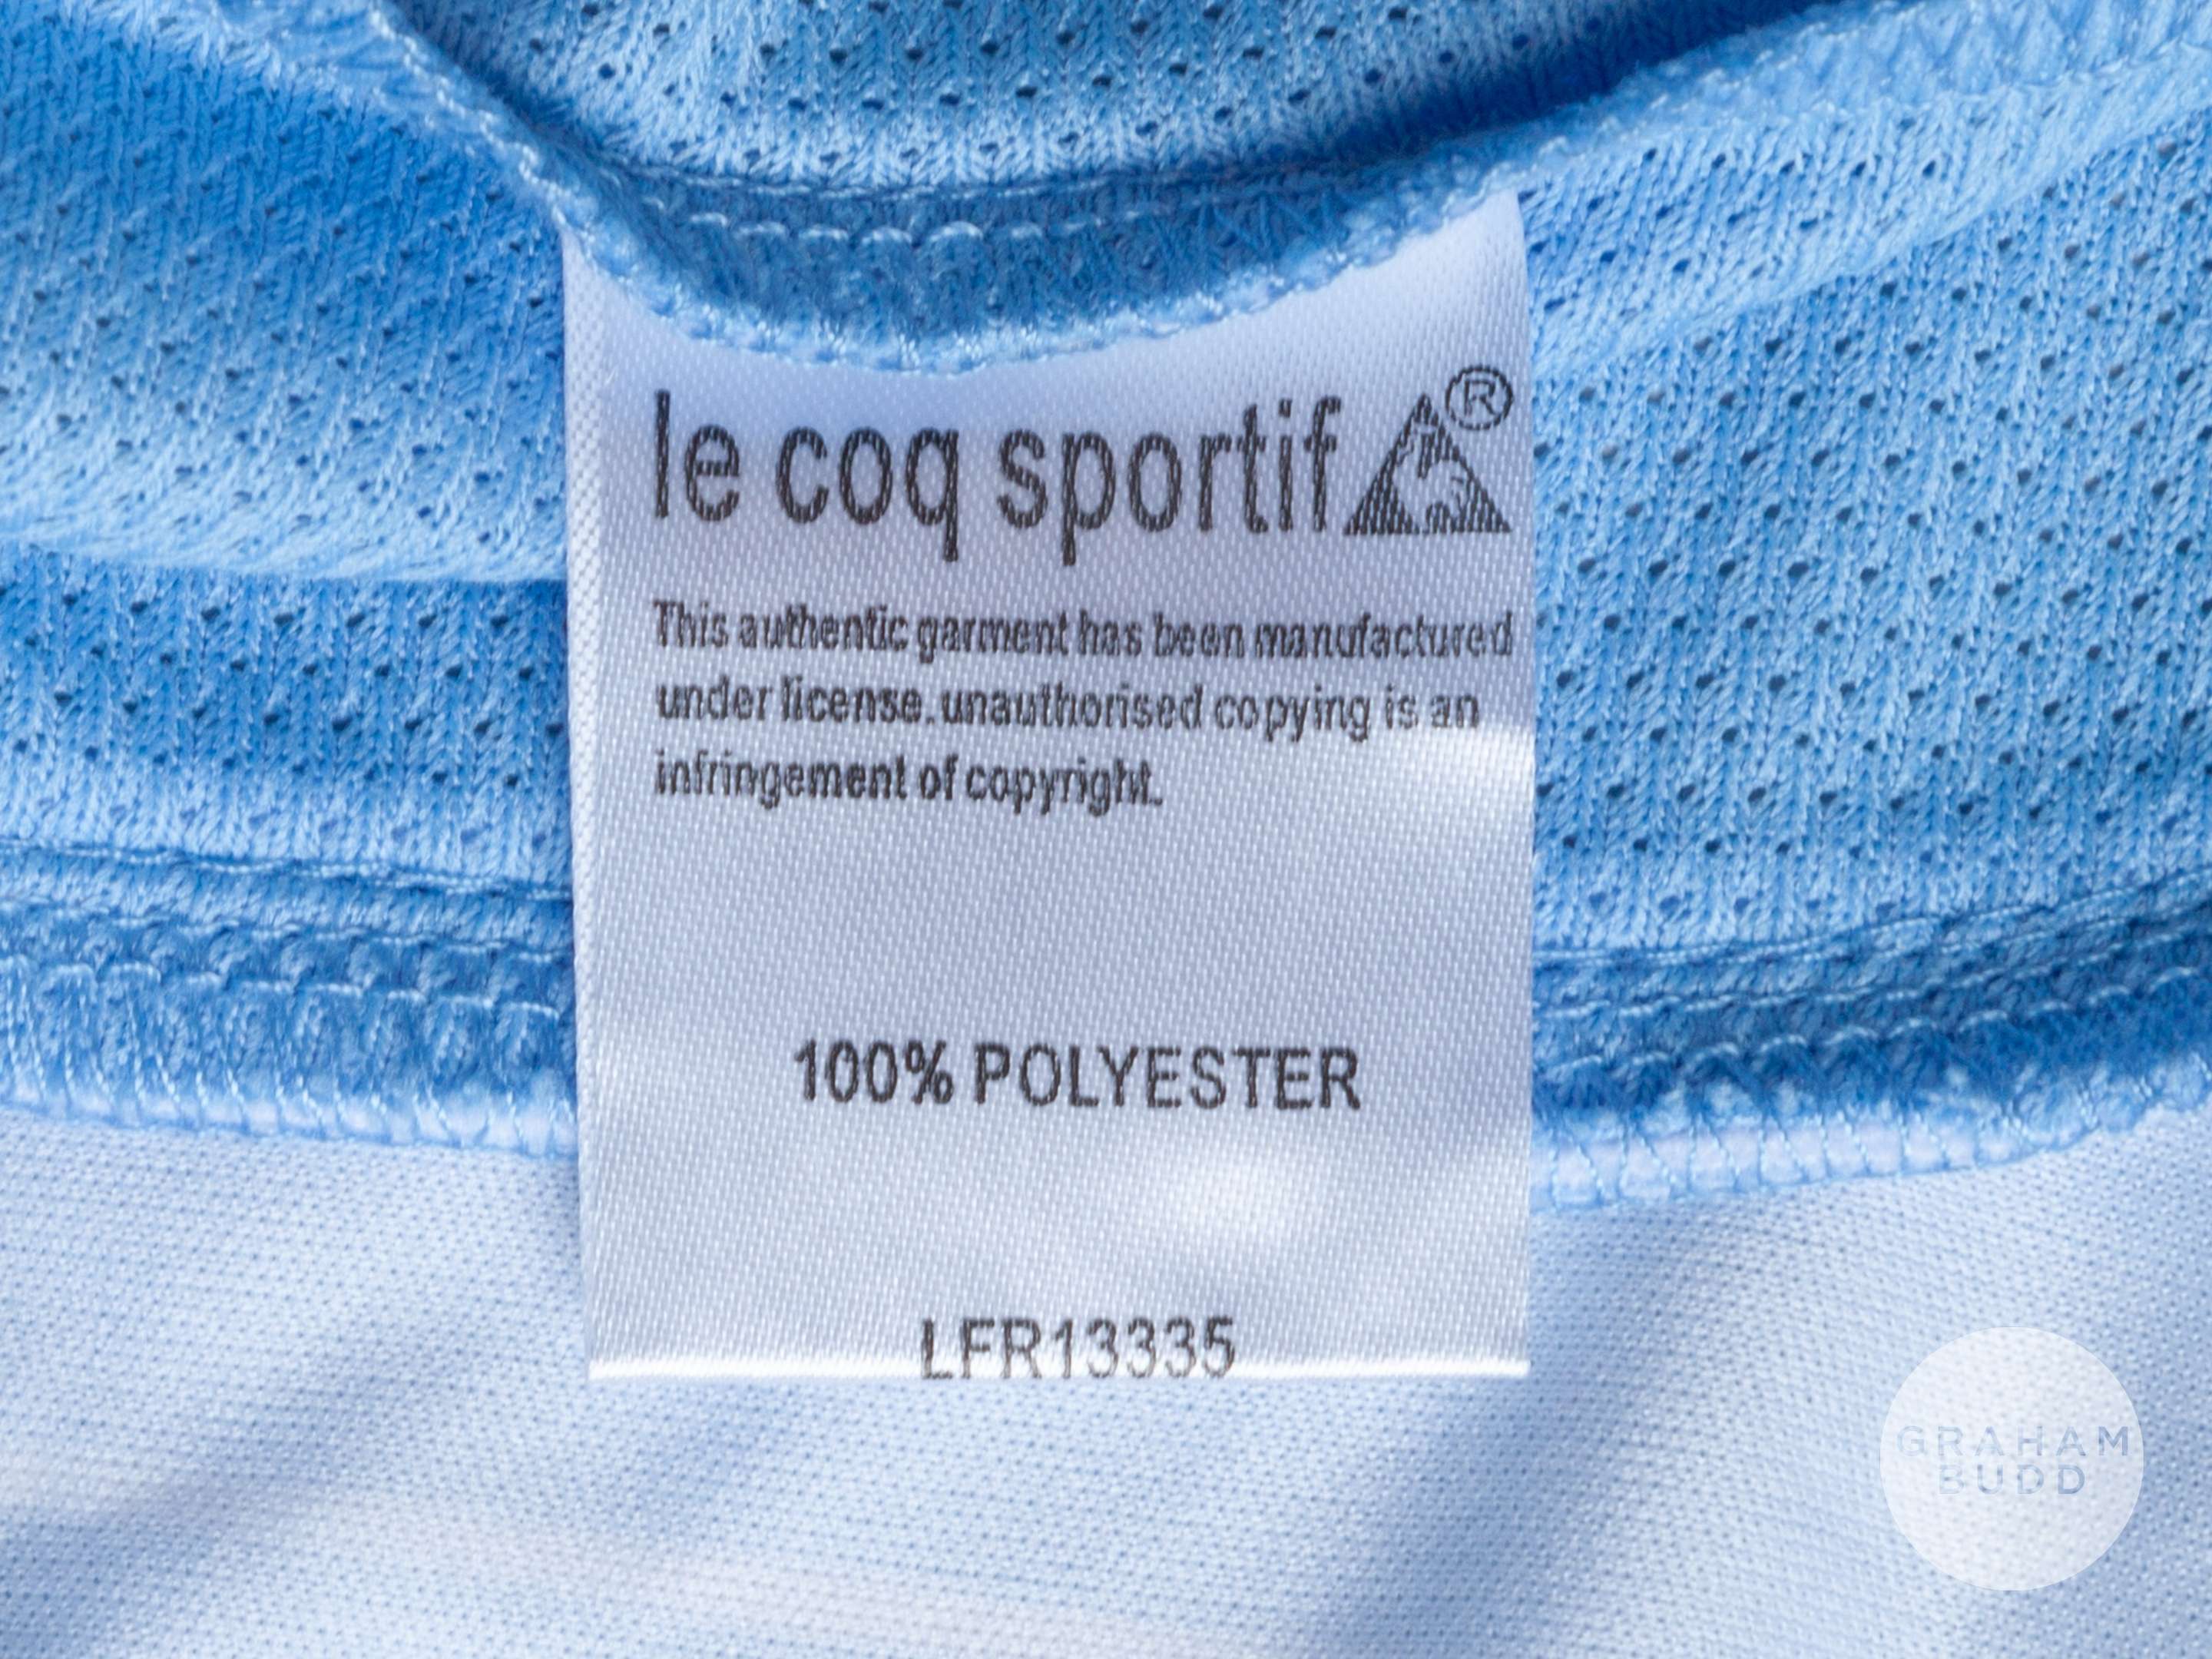 le coq sportif ®
This authentic garment has been manufactured
under license.unauthorised copying is an
infringement of copyright.
100% POLYESTER
LFR13335
GRAHAM
BUDD